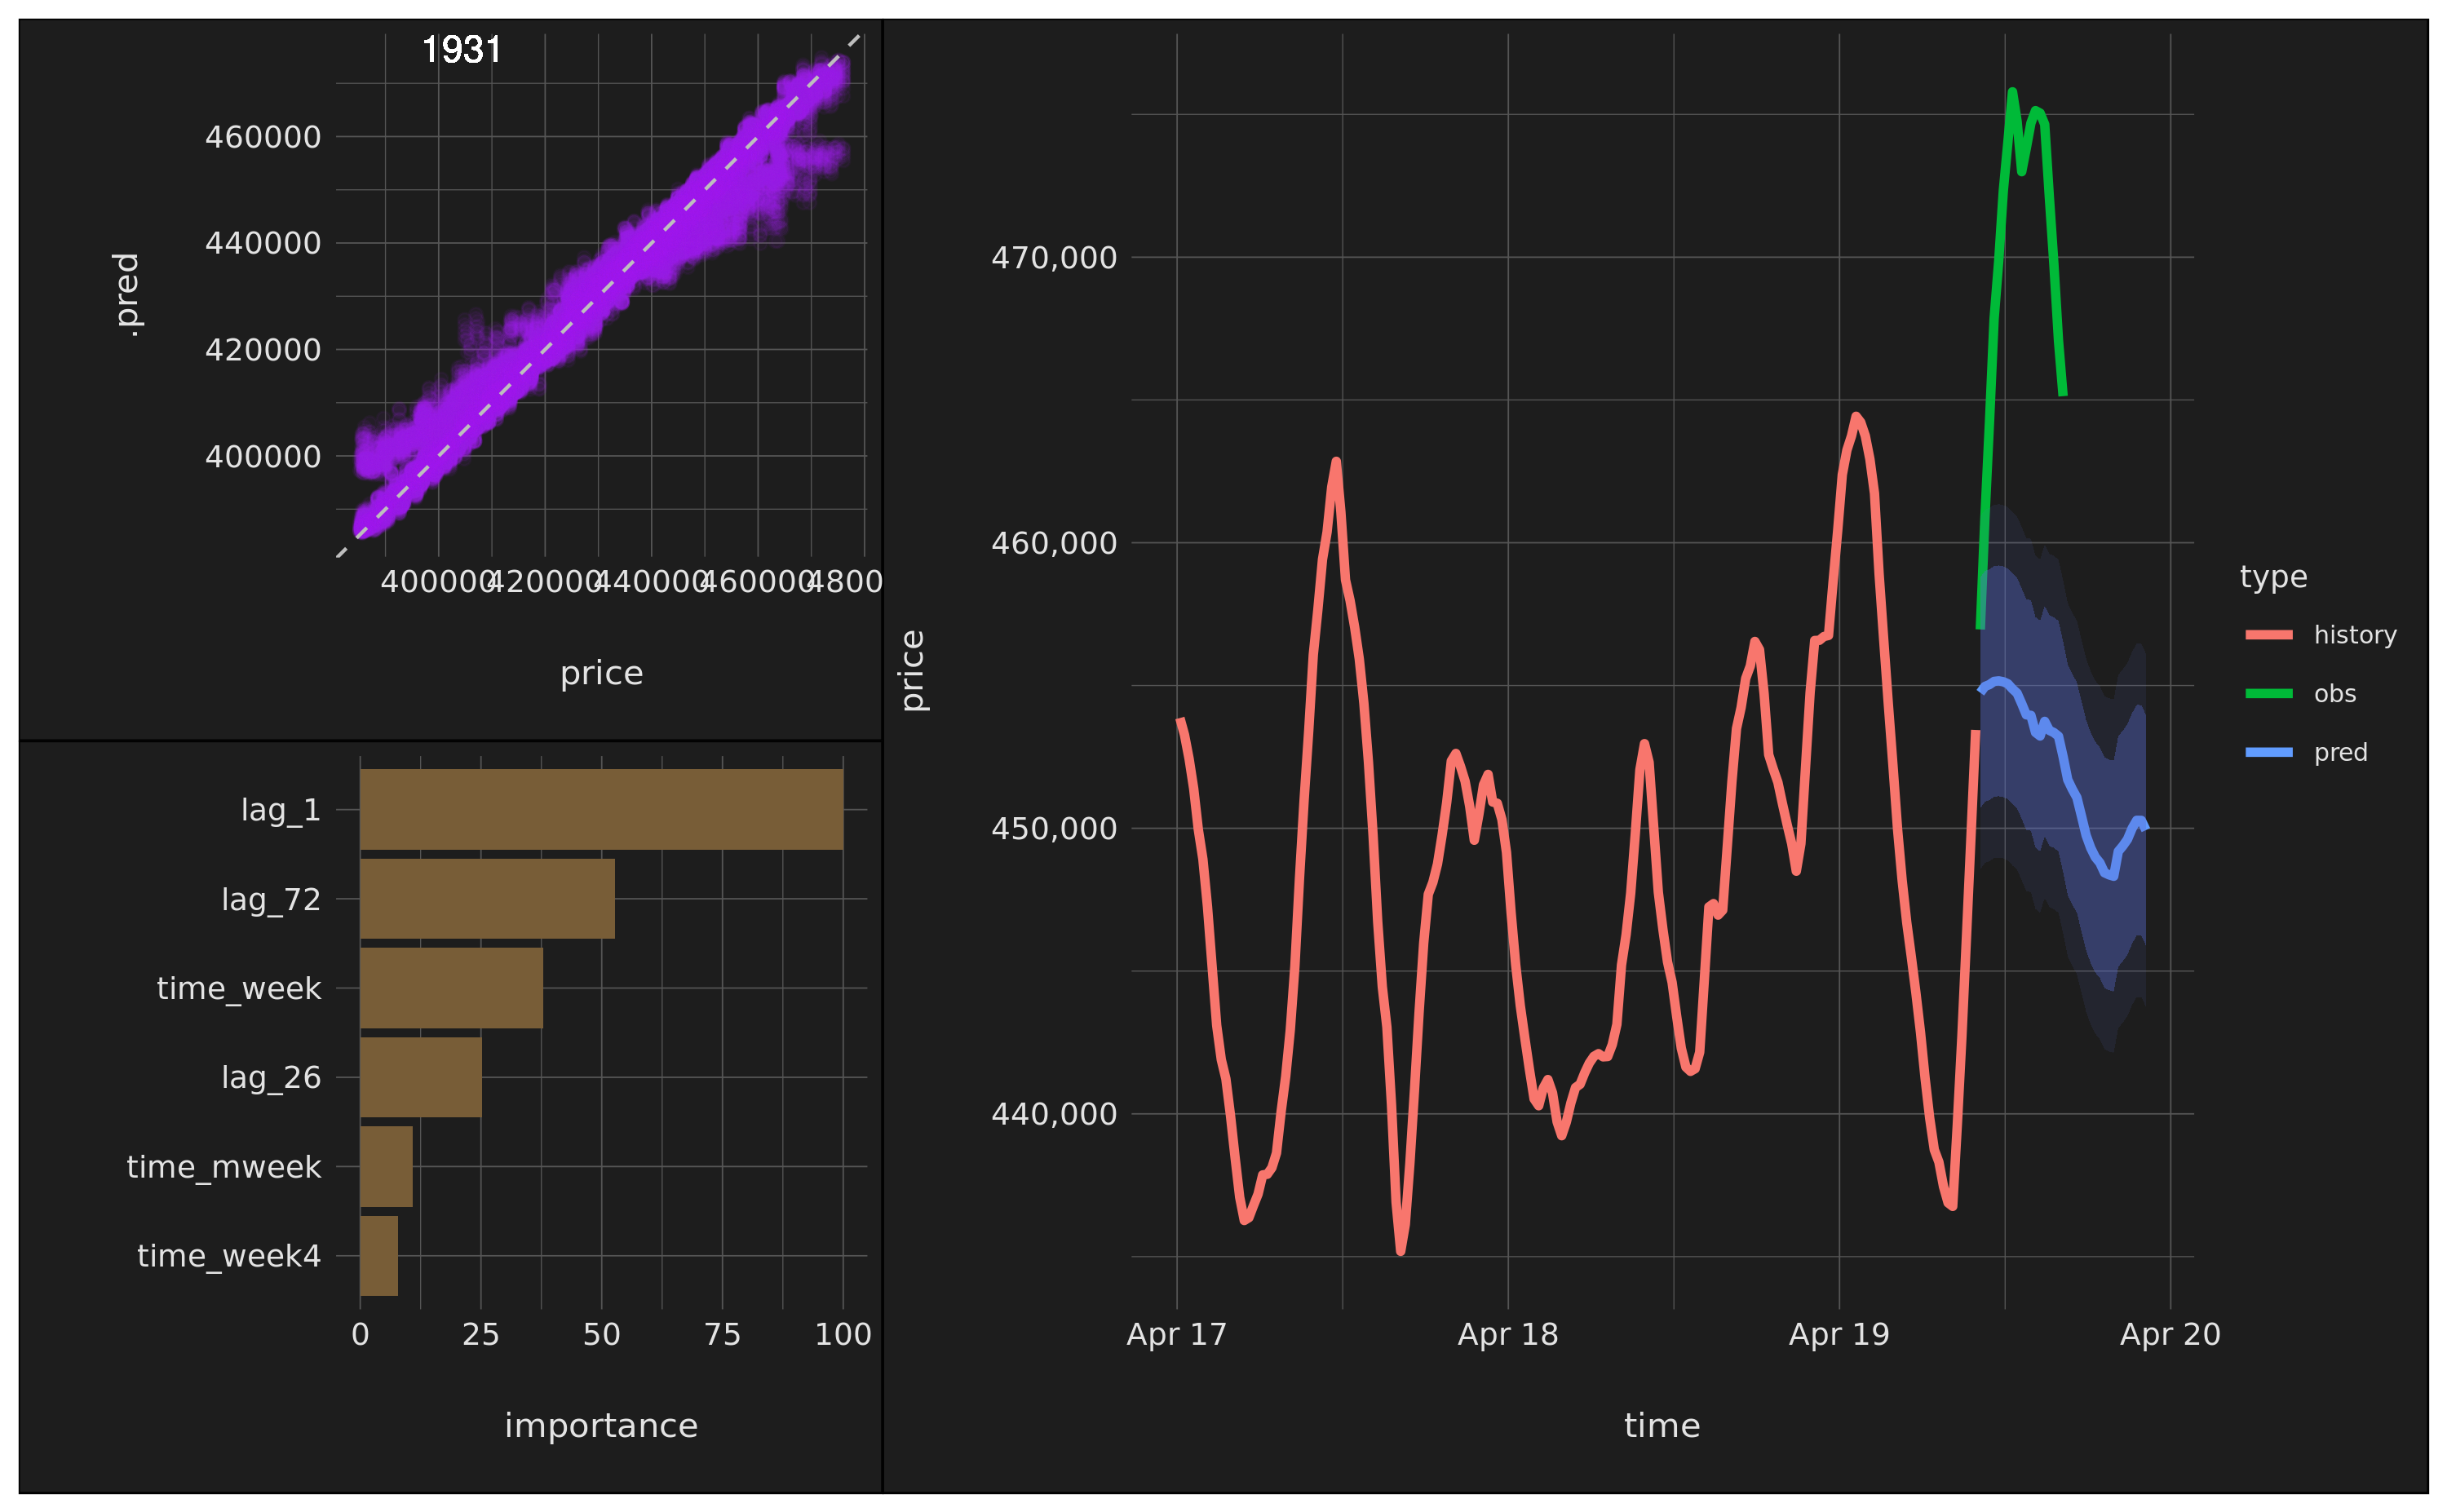 1931
460000
440000
420000
400000
.pred
400000 420000 440000 460000 4800
price
lag_1
lag_72
time_week
lag_26
time_mweek
time_week4
0 25 50 75 100
importance
470,000
460,000
450,000
440,000
price
Apr 17 Apr 18 Apr 19 Apr 20
time
type
history
obs
pred